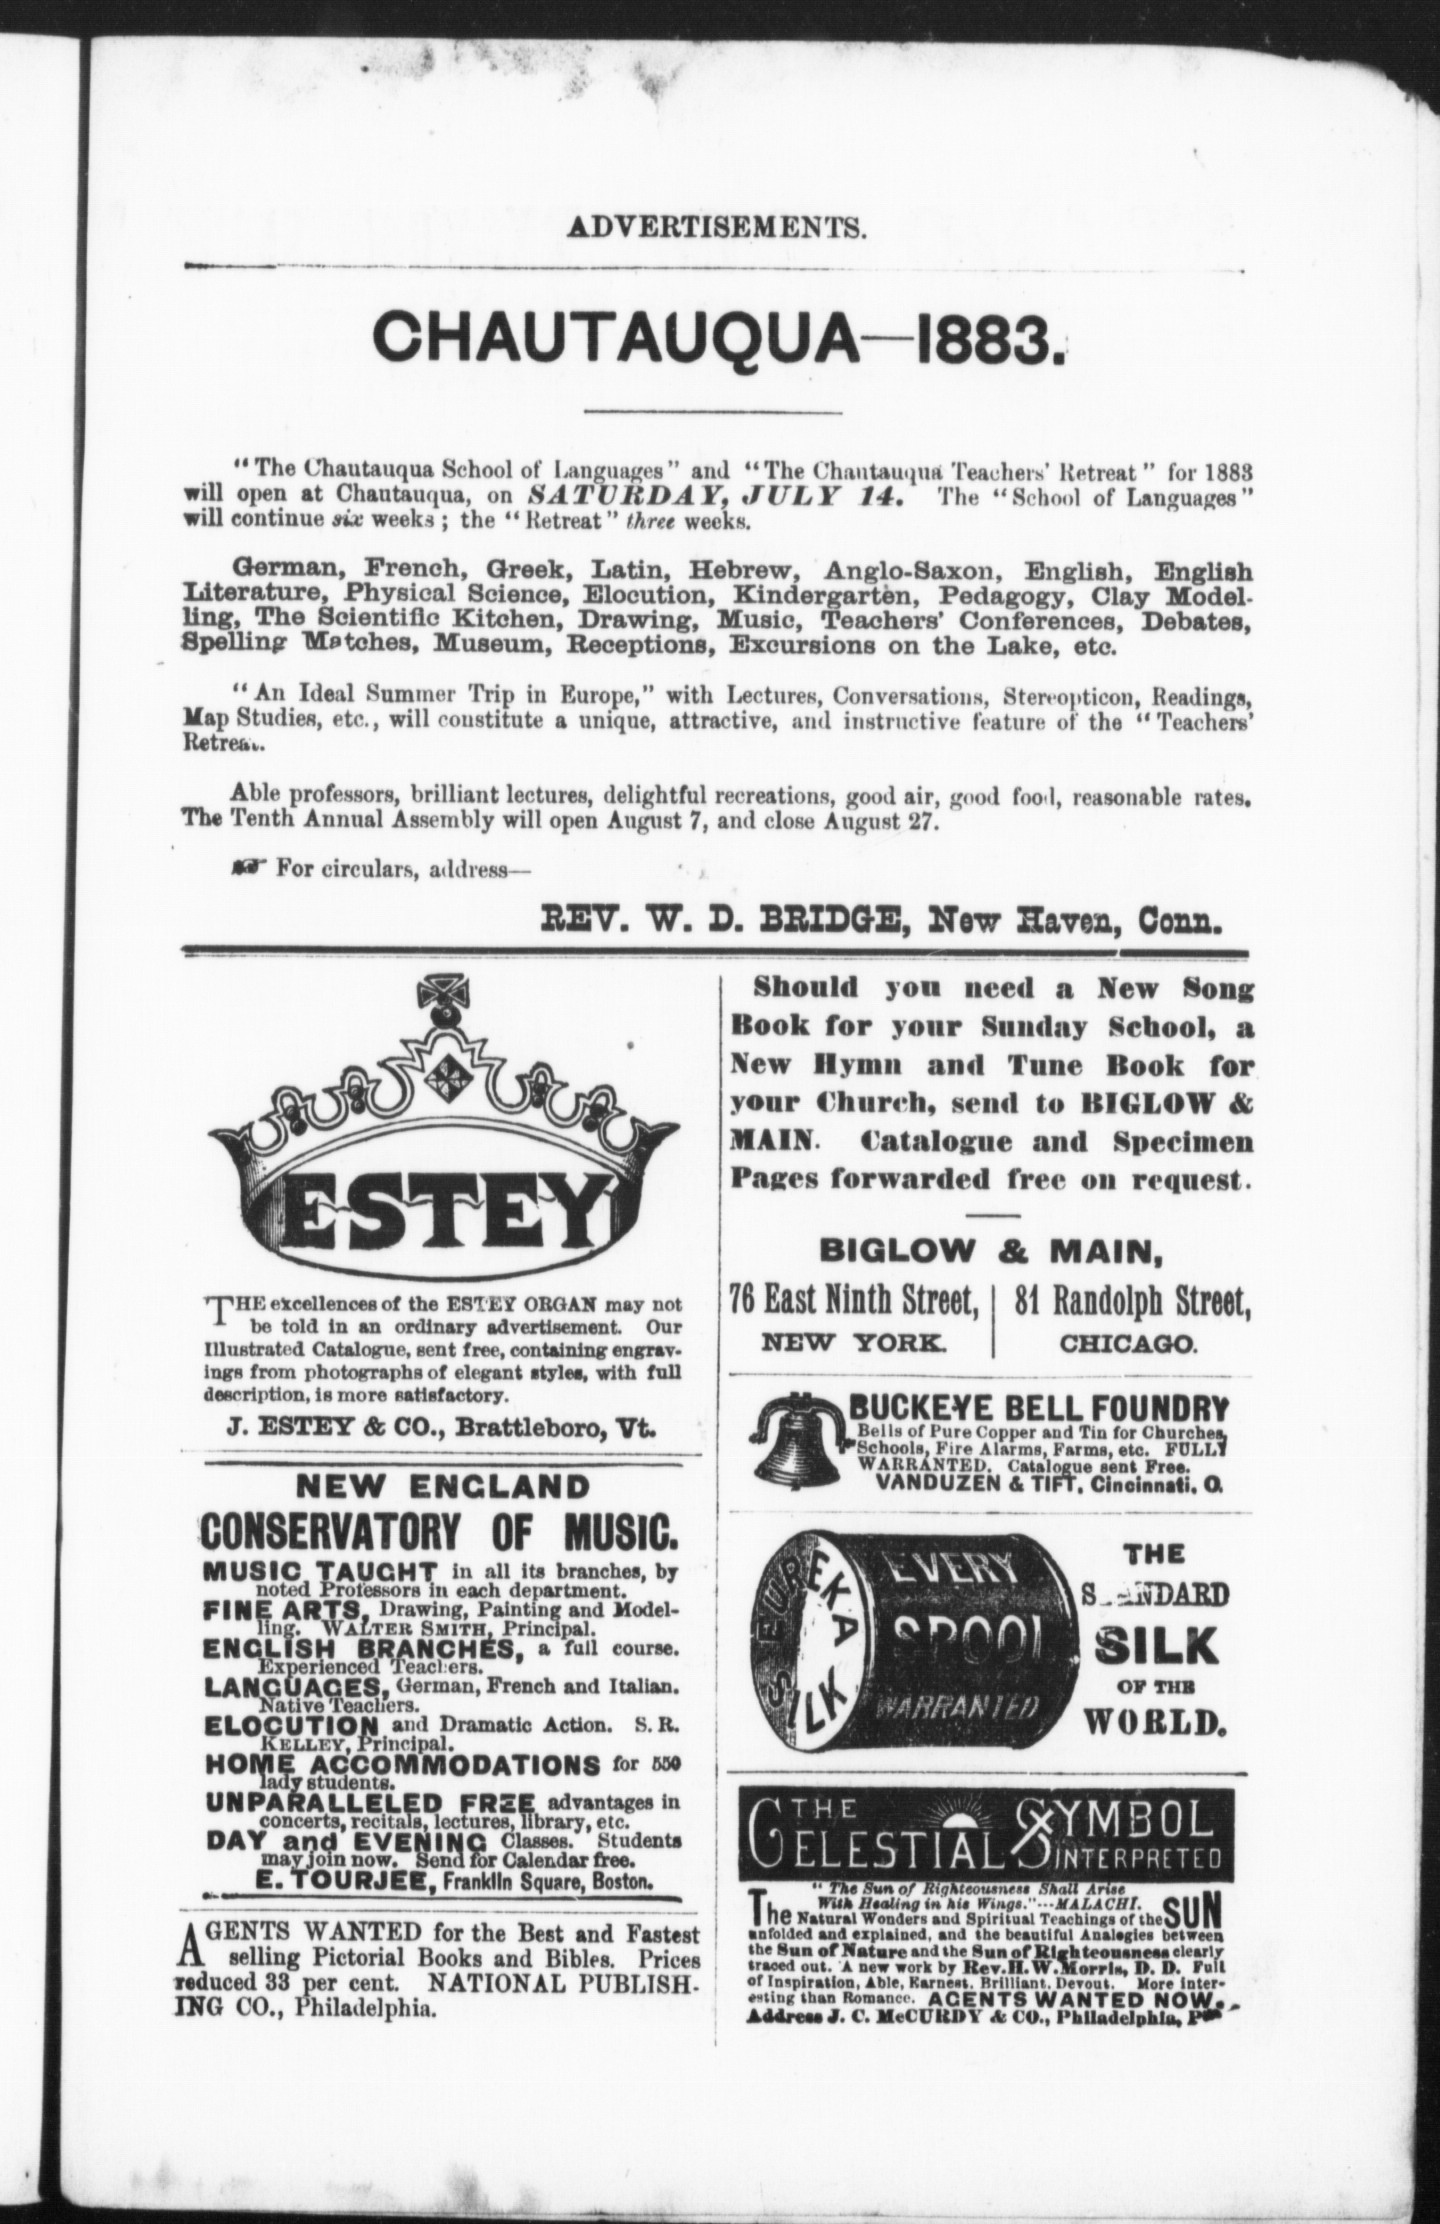 ADVERTISEMENTS.
CHAUTAUQUA—1883.
"The Chautauqua School of Languages" and "The Chautauqua Teachers' Retreat" for 1883
will open at Chautauqua, on SATURDAY, JULY 14. The "School of Languages"
will continue six weeks; the "Retreat" three weeks.
German, French, Greek, Latin, Hebrew, Anglo-Saxon, English, English
Literature, Physical Science, Elocution, Kindergarten, Pedagogy, Clay Model-
ling, The Scientific Kitchen, Drawing, Music, Teachers' Conferences, Debates,
Spelling Matches, Museum, Receptions, Excursions on the Lake, etc.
"An Ideal Summer Trip in Europe," with Lectures, Conversations, Stereopticon, Readings,
Map Studies, etc., will constitute a unique, attractive, and instructive feature of the "Teachers'
Retreat.
Able professors, brilliant lectures, delightful recreations, good air, good food, reasonable rates.
The Tenth Annual Assembly will open August 7, and close August 27.
☞ For circulars, address—
REV. W. D. BRIDGE, New Haven, Conn.
ESTEY
THE excellences of the ESTEY ORGAN may not
be told in an ordinary advertisement. Our
Illustrated Catalogue, sent free, containing engrav-
ings from photographs of elegant styles, with full
description, is more satisfactory.
J. ESTEY & CO., Brattleboro, Vt.
NEW ENGLAND
CONSERVATORY OF MUSIC.
MUSIC TAUGHT in all its branches, by
noted Professors in each department.
FINE ARTS, Drawing, Painting and Model-
ling. WALTER SMITH, Principal.
ENGLISH BRANCHES, a full course.
Experienced Teachers.
LANGUAGES, German, French and Italian.
Native Teachers.
ELOCUTION and Dramatic Action. S. R.
KELLEY, Principal.
HOME ACCOMMODATIONS for 550
lady students.
UNPARALLELED FREE advantages in
concerts, recitals, lectures, library, etc.
DAY and EVENING Classes. Students
may join now. Send for Calendar free.
E. TOURJEE, Franklin Square, Boston.
AGENTS WANTED for the Best and Fastest
selling Pictorial Books and Bibles. Prices
reduced 33 per cent. NATIONAL PUBLISH-
ING CO., Philadelphia.
Should you need a New Song
Book for your Sunday School, a
New Hymn and Tune Book for
your Church, send to BIGLOW &
MAIN. Catalogue and Specimen
Pages forwarded free on request.
BIGLOW & MAIN,
76 East Ninth Street, | 81 Randolph Street,
NEW YORK. | CHICAGO.
BUCKEYE BELL FOUNDRY
Bells of Pure Copper and Tin for Churches,
Schools, Fire Alarms, Farms, etc. FULLY
WARRANTED. Catalogue sent Free.
VANDUZEN & TIFT, Cincinnati, O.
EUREKA SILK
EVERY
SPOOL
WARRANTED
THE
STANDARD
SILK
OF THE
WORLD.
THE CELESTIAL SYMBOL
INTERPRETED
"The Sun of Righteousness Shall Arise
With Healing in his Wings."---MALACHI.
The Natural Wonders and Spiritual Teachings of the SUN
unfolded and explained, and the beautiful Analogies between
the Sun of Nature and the Sun of Righteousness clearly
traced out. A new work by Rev. H. W. Morris, D. D. Full
of Inspiration, Able, Earnest, Brilliant, Devout. More inter-
esting than Romance. AGENTS WANTED NOW.
Address J. C. McCURDY & CO., Philadelphia, Pa